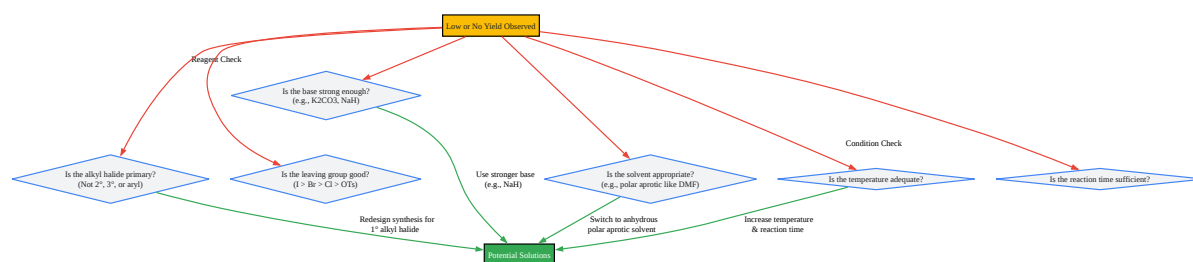 Low or No Yield Observed
Reagent Check
Is the base strong enough?
(e.g., K2CO3, NaH)
Condition Check
Is the alkyl halide primary?
(Not 2°, 3°, or aryl)
Is the leaving group good?
(I > Br > Cl > OTs)
Use stronger base
(e.g., NaH)
Is the solvent appropriate?
(e.g., polar aprotic like DMF)
Is the temperature adequate?
Is the reaction time sufficient?
Redesign synthesis for
1° alkyl halide
Switch to anhydrous
polar aprotic solvent
Increase temperature
& reaction time
Potential Solutions